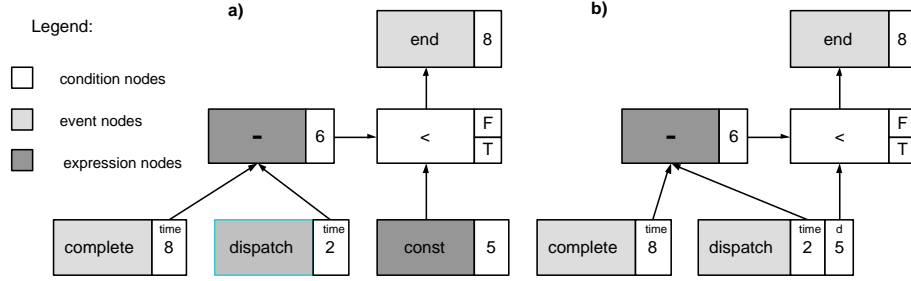 a)
b)
Legend:
condition nodes
event nodes
expression nodes
end 8
- 6
< F
T
complete time 8
dispatch time 2
const 5
end 8
- 6
< F
T
complete time 8
dispatch time 2 d 5